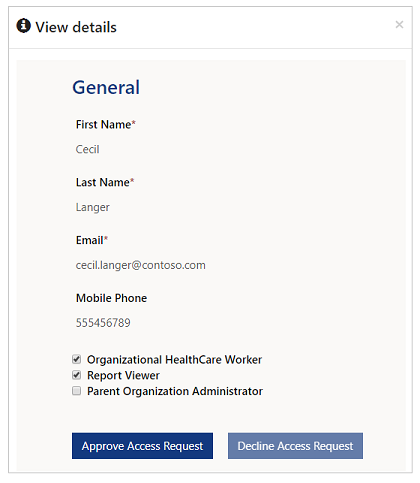 View details
General
First Name*
Cecil
Last Name*
Langer
Email*
cecil.langer@contoso.com
Mobile Phone
555456789
Organizational HealthCare Worker
Report Viewer
Parent Organization Administrator
Approve Access Request Decline Access Request